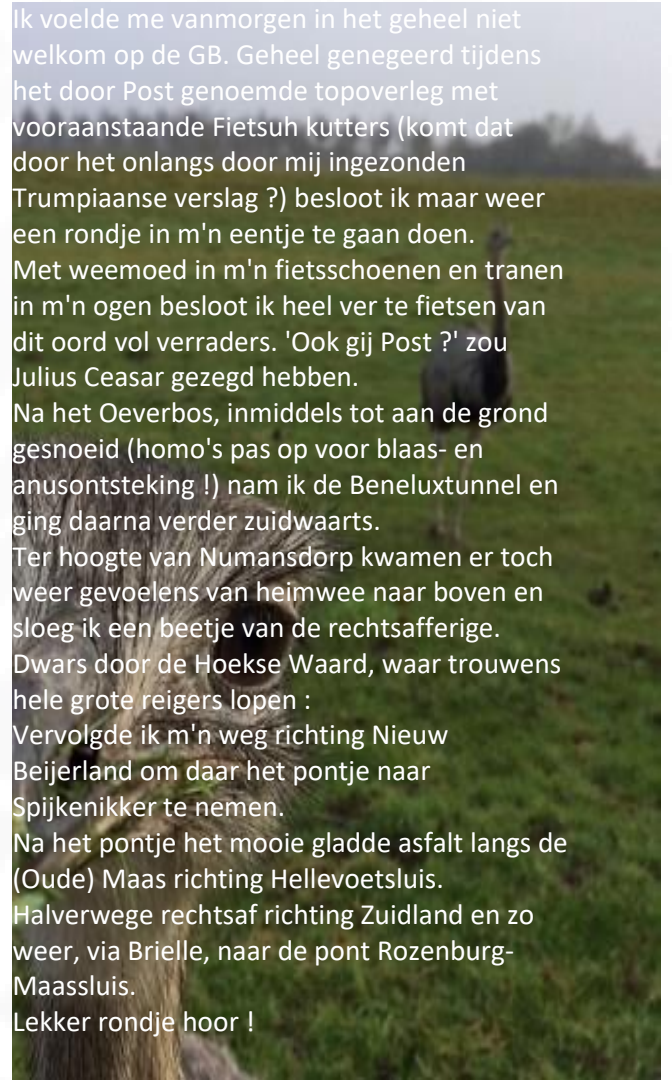 Ik voelde me vanmorgen in het geheel niet
welkom op de GB. Geheel genegeerd tijdens
het door Post genoemde topoverleg met
vooraanstaande Fietsuh kutters (komt dat
door het onlangs door mij ingezonden
Trumpiaanse verslag ?) besloot ik maar weer
een rondje in m'n eentje te gaan doen.
Met weemoed in m'n fietsschoenen en tranen
in m'n ogen besloot ik heel ver te fietsen van
dit oord vol verraders. 'Ook gij Post ?' zou
Julius Ceasar gezegd hebben.
Na het Oeverbos, inmiddels tot aan de grond
gesnoeid (homo's pas op voor blaas- en
anusontsteking !) nam ik de Beneluxtunnel en
ging daarna verder zuidwaarts.
Ter hoogte van Numansdorp kwamen er toch
weer gevoelens van heimwee naar boven en
sloeg ik een beetje van de rechtsafferige.
Dwars door de Hoekse Waard, waar trouwens
hele grote reigers lopen :
Vervolgde ik m'n weg richting Nieuw
Beijerland om daar het pontje naar
Spijkenikker te nemen.
Na het pontje het mooie gladde asfalt langs de
(Oude) Maas richting Hellevoetsluis.
Halverwege rechtsaf richting Zuidland en zo
weer, via Brielle, naar de pont Rozenburg-
Maassluis.
Lekker rondje hoor !